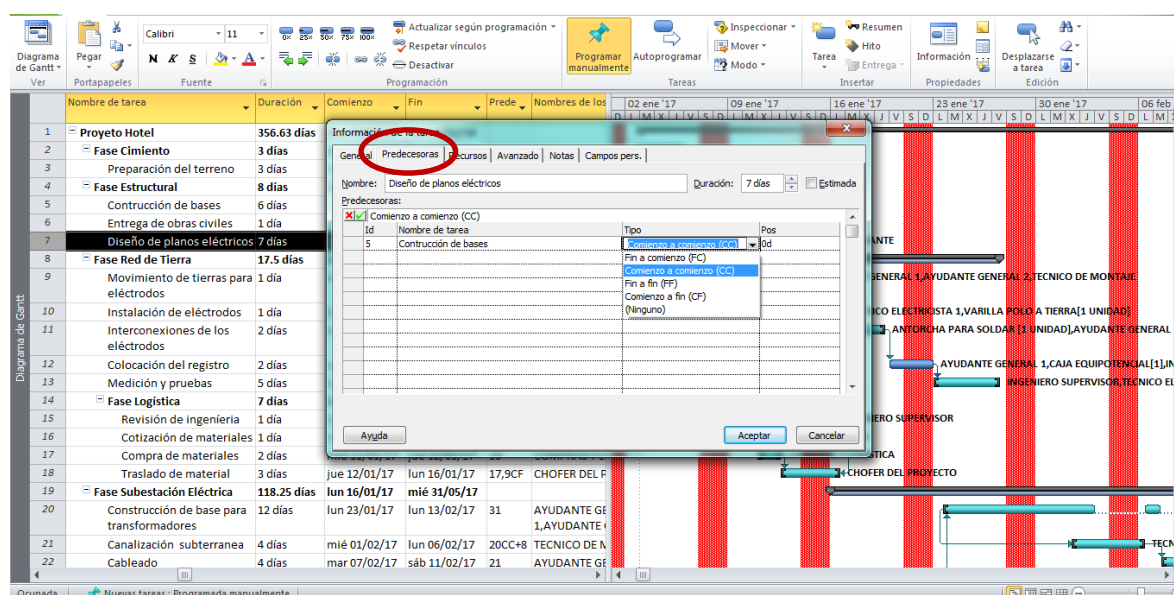 Diagrama de Gantt
Ver
Pegar
Portapapeles
Calibri 11
N K S A
Fuente
0% 25% 50% 75% 100%
Actualizar según programación
Respetar vínculos
Desactivar
Programación
Programar manualmente
Autoprogramar
Inspeccionar
Mover
Modo
Tareas
Tarea
Resumen
Hito
Entrega
Insertar
Información
Propiedades
Desplazarse a tarea
Edición
Nombre de tarea Duración Comienzo Fin Prede Nombres de los
02 ene '17 09 ene '17 16 ene '17 23 ene '17 30 ene '17 06 feb
D L M X J V S D L M X J V S D L M X J V S D L M X J V S D L M X J V S D L M
1 Proyeto Hotel 356.63 días
2 Fase Cimiento 3 días
3 Preparación del terreno 3 días
4 Fase Estructural 8 días
5 Contrucción de bases 6 días
6 Entrega de obras civiles 1 día
7 Diseño de planos eléctricos 7 días
8 Fase Red de Tierra 17.5 días
9 Movimiento de tierras para 1 día
eléctrodos
10 Instalación de eléctrodos 1 día
11 Interconexiones de los 2 días
eléctrodos
12 Colocación del registro 2 días
13 Medición y pruebas 5 días
14 Fase Logística 7 días
15 Revisión de ingeníeria 1 día
16 Cotización de materiales 1 día
17 Compra de materiales 2 días
18 Traslado de material 3 días jue 12/01/17 lun 16/01/17 17,9CF CHOFER DEL P
19 Fase Subestación Eléctrica 118.25 días lun 16/01/17 mié 31/05/17
20 Construcción de base para 12 días lun 23/01/17 lun 13/02/17 31 AYUDANTE GE
transformadores 1,AYUDANTE
21 Canalización subterranea 4 días mié 01/02/17 lun 06/02/17 20CC+8 TECNICO DE M
22 Cableado 4 días mar 07/02/17 sáb 11/02/17 21 AYUDANTE GE
Información de la tarea
General Predecesoras Recursos Avanzado Notas Campos pers.
Nombre: Diseño de planos eléctricos Duración: 7 días Estimada
Predecesoras:
Comienzo a comienzo (CC)
Id Nombre de tarea Tipo Pos
5 Contrucción de bases Comienzo a comienzo (CC) 0d
Fin a comienzo (FC)
Comienzo a comienzo (CC)
Fin a fin (FF)
Comienzo a fin (CF)
(Ninguno)
Ayuda Aceptar Cancelar
ANTE
GENERAL 1,AYUDANTE GENERAL 2,TECNICO DE MONTAJE
ICO ELECTRICISTA 1,VARILLA POLO A TIERRA[1 UNIDAD]
ANTORCHA PARA SOLDAR [1 UNIDAD],AYUDANTE GENERAL
AYUDANTE GENERAL 1,CAJA EQUIPOTENCIAL[1],IN
INGENIERO SUPERVISOR,TECNICO EL
IERO SUPERVISOR
STICA
CHOFER DEL PROYECTO
TECN
Diagrama de Gantt
Ocupada Nuevas tareas : Programada manualmente